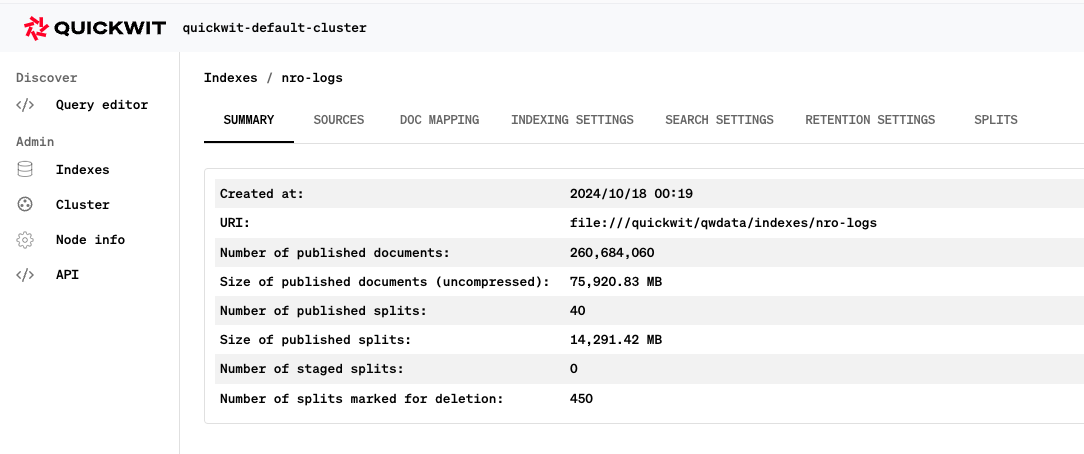 QUICKWIT quickwit-default-cluster
Discover
Query editor
Admin
Indexes
Cluster
Node info
API
Indexes / nro-logs
SUMMARY SOURCES DOC MAPPING INDEXING SETTINGS SEARCH SETTINGS RETENTION SETTINGS SPLITS
Created at: 2024/10/18 00:19
URI: file:///quickwit/qwdata/indexes/nro-logs
Number of published documents: 260,684,060
Size of published documents (uncompressed): 75,920.83 MB
Number of published splits: 40
Size of published splits: 14,291.42 MB
Number of staged splits: 0
Number of splits marked for deletion: 450